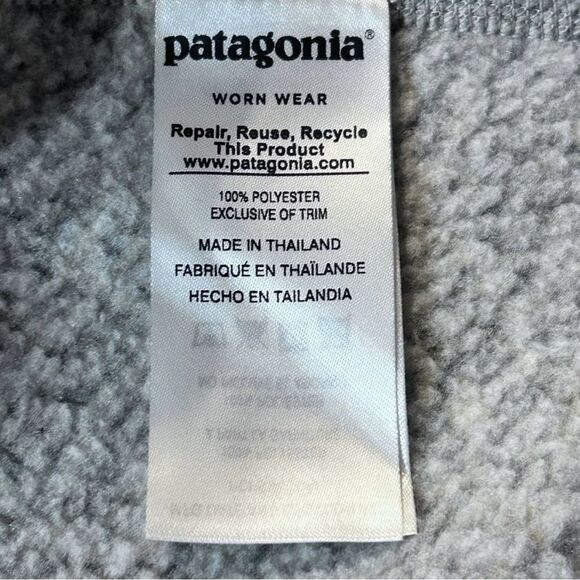 patagonia®
WORN WEAR
Repair, Reuse, Recycle
This Product
www.patagonia.com
100% POLYESTER
EXCLUSIVE OF TRIM
MADE IN THAILAND
FABRIQUÉ EN THAÏLANDE
HECHO EN TAILANDIA